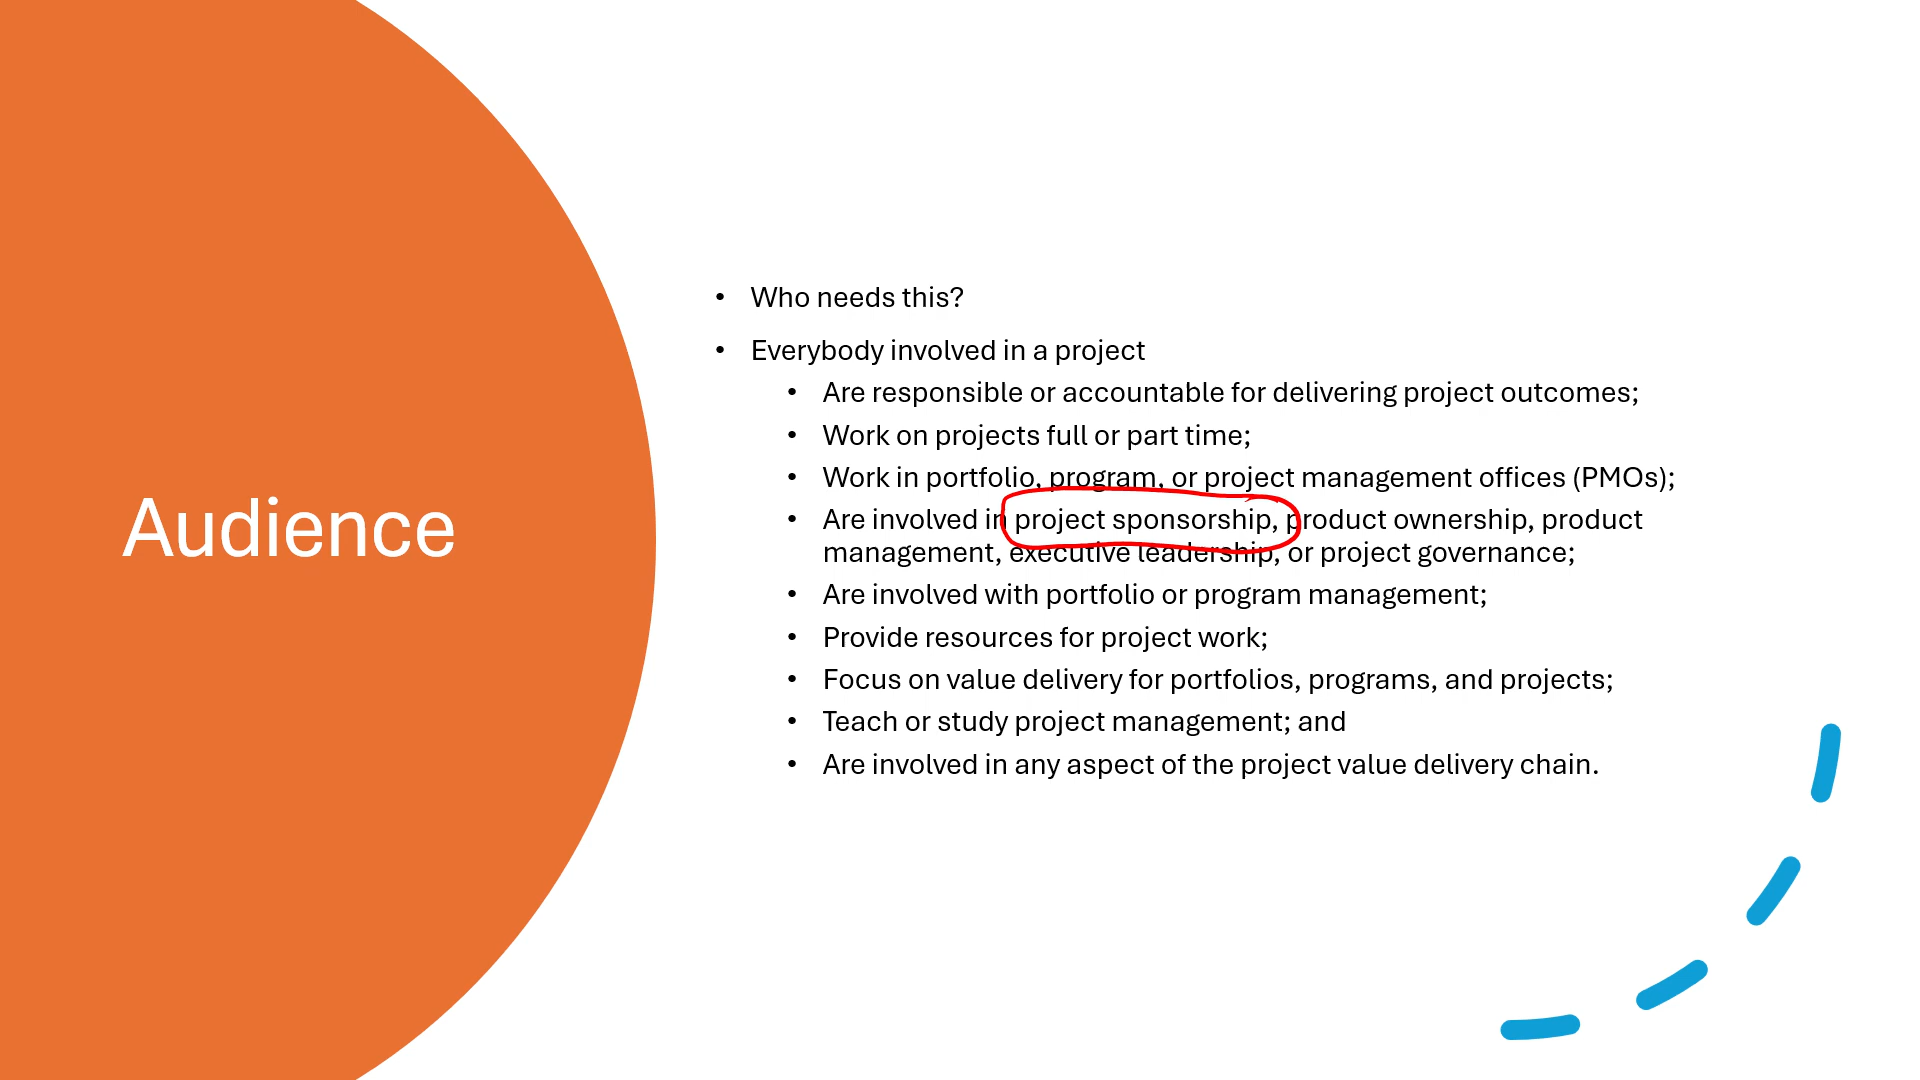 Audience
• Who needs this?
• Everybody involved in a project
• Are responsible or accountable for delivering project outcomes;
• Work on projects full or part time;
• Work in portfolio, program, or project management offices (PMOs);
• Are involved in project sponsorship, product ownership, product
management, executive leadership, or project governance;
• Are involved with portfolio or program management;
• Provide resources for project work;
• Focus on value delivery for portfolios, programs, and projects;
• Teach or study project management; and
• Are involved in any aspect of the project value delivery chain.